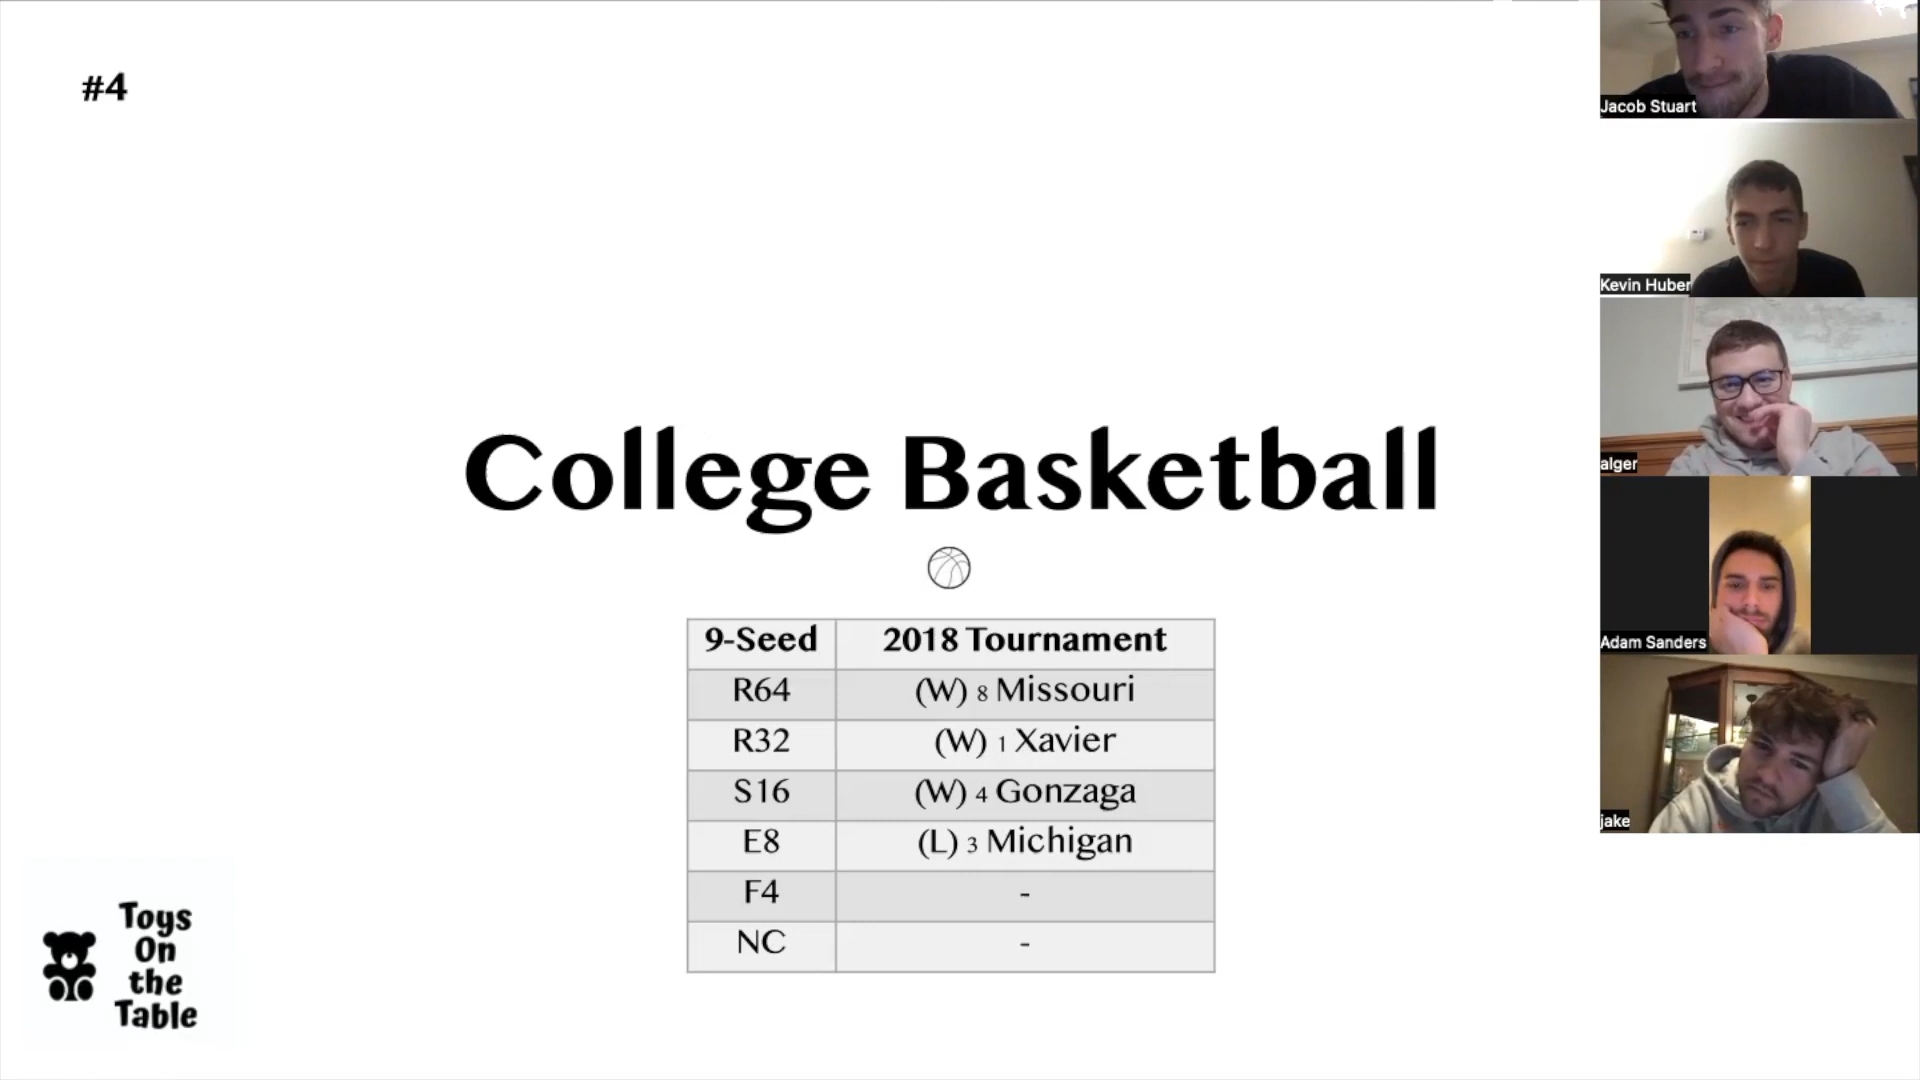 #4
College Basketball
9-Seed 2018 Tournament
R64 (W) 8 Missouri
R32 (W) 1 Xavier
S16 (W) 4 Gonzaga
E8 (L) 3 Michigan
F4 -
NC -
Toys
On
the
Table
Jacob Stuart
Kevin Huber
alger
Adam Sanders
jake